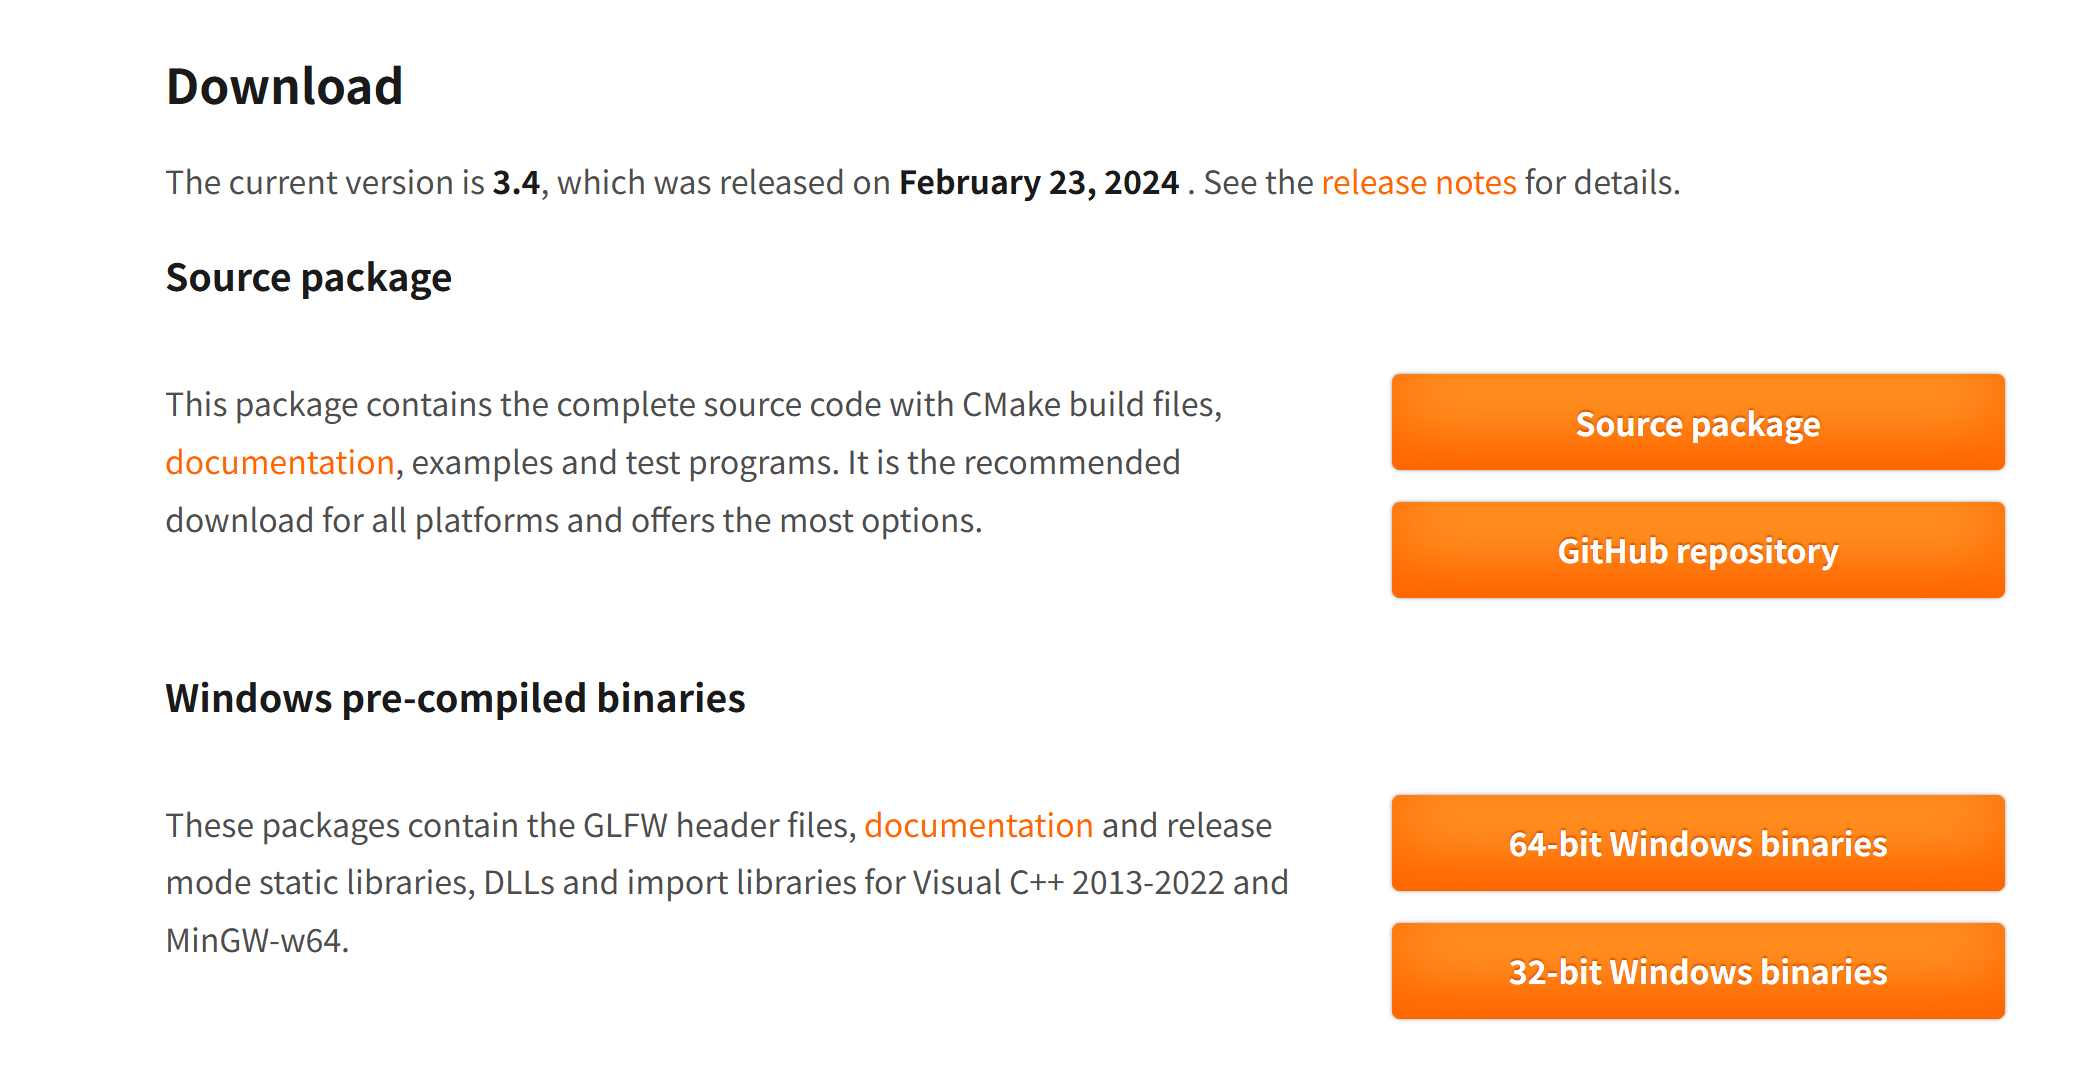 Download
The current version is 3.4, which was released on February 23, 2024 . See the release notes for details.
Source package
This package contains the complete source code with CMake build files,
documentation, examples and test programs. It is the recommended
download for all platforms and offers the most options.
Source package
GitHub repository
Windows pre-compiled binaries
These packages contain the GLFW header files, documentation and release
mode static libraries, DLLs and import libraries for Visual C++ 2013-2022 and
MinGW-w64.
64-bit Windows binaries
32-bit Windows binaries